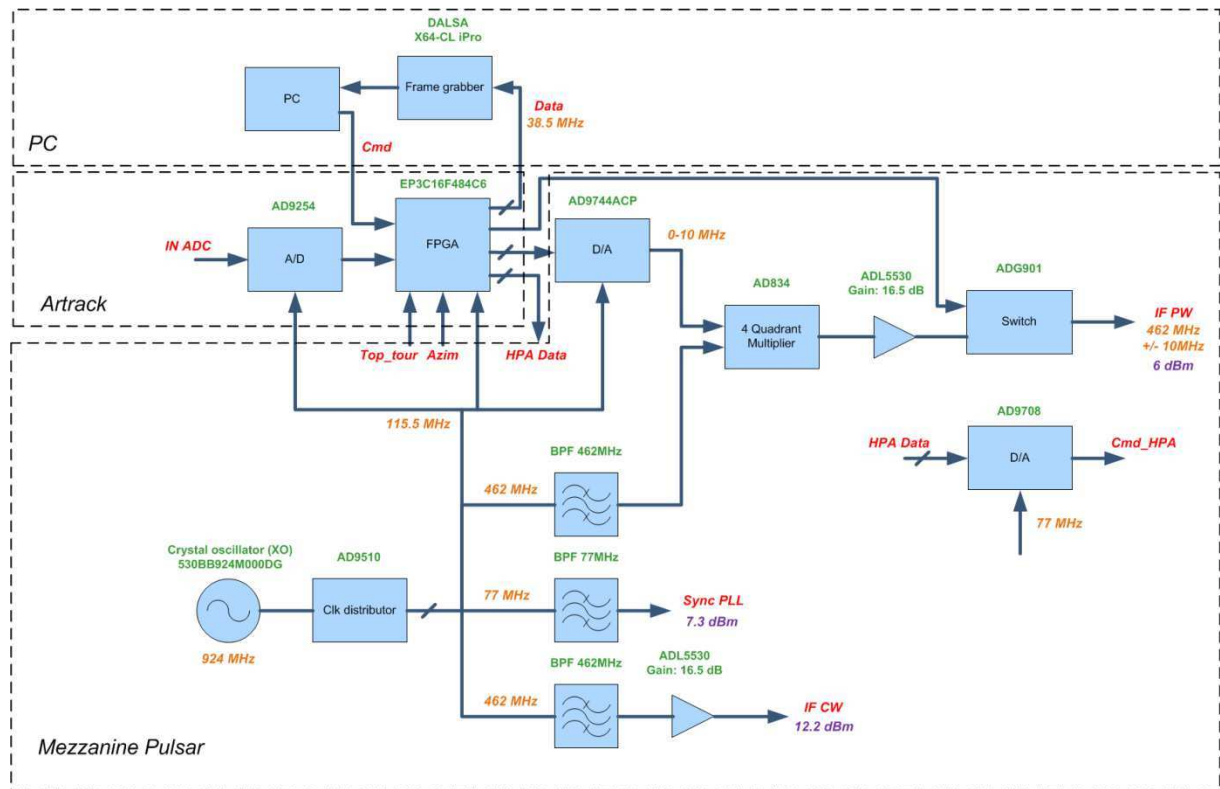 DALSA
X64-CL iPro
PC
Frame grabber
Data
38.5 MHz
Cmd
PC
EP3C16F484C6
AD9254
AD9744ACP
IN ADC
A/D
FPGA
D/A
0-10 MHz
Artrack
Top_tour
Azim
HPA Data
AD834
4 Quadrant
Multiplier
ADL5530
Gain: 16.5 dB
ADG901
Switch
IF PW
462 MHz
+/- 10MHz
6 dBm
115.5 MHz
AD9708
HPA Data
D/A
Cmd_HPA
77 MHz
BPF 462MHz
462 MHz
Crystal oscillator (XO)
530BB924M000DG
924 MHz
AD9510
Clk distributor
BPF 77MHz
77 MHz
Sync PLL
7.3 dBm
BPF 462MHz
462 MHz
ADL5530
Gain: 16.5 dB
IF CW
12.2 dBm
Mezzanine Pulsar